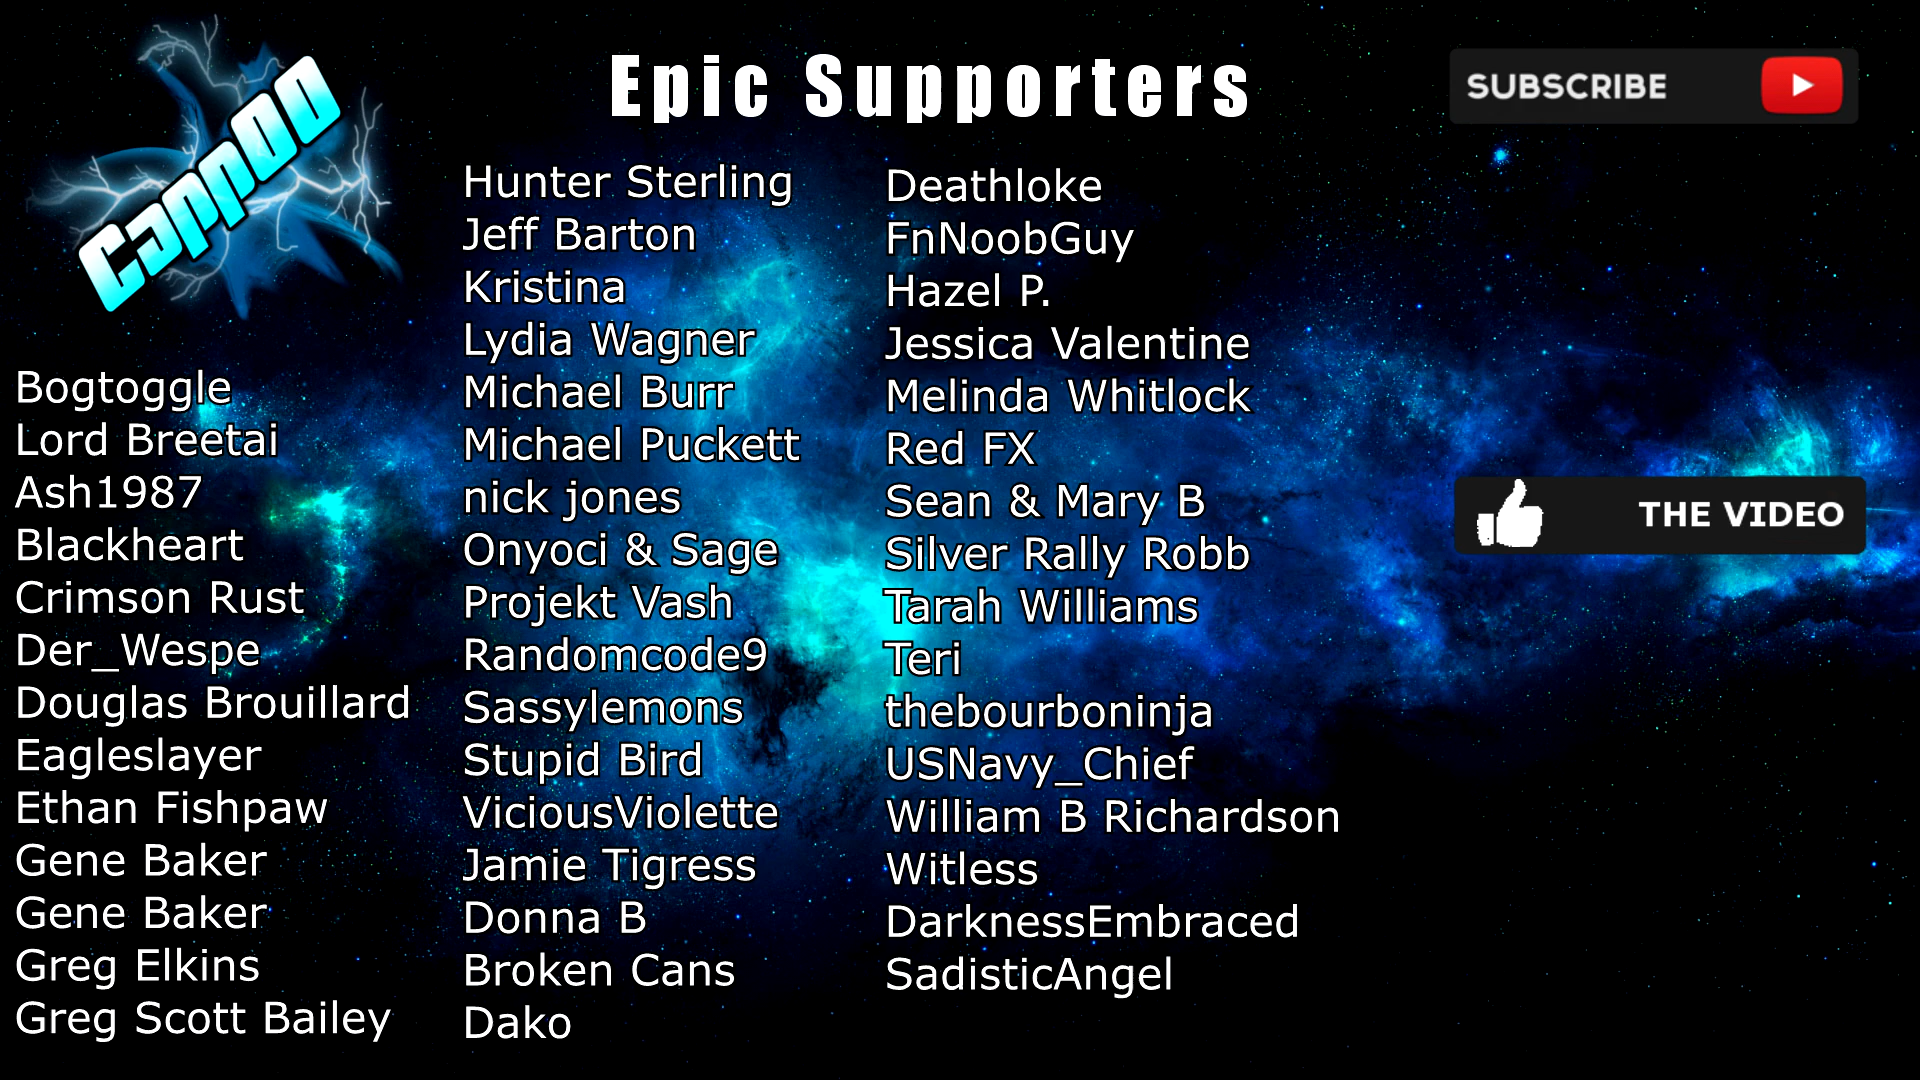 Capp00
Epic Supporters
SUBSCRIBE
Bogtoggle
Lord Breetai
Ash1987
Blackheart
Crimson Rust
Der_Wespe
Douglas Brouillard
Eagleslayer
Ethan Fishpaw
Gene Baker
Gene Baker
Greg Elkins
Greg Scott Bailey
Hunter Sterling
Jeff Barton
Kristina
Lydia Wagner
Michael Burr
Michael Puckett
nick jones
Onyoci & Sage
Projekt Vash
Randomcode9
Sassylemons
Stupid Bird
ViciousViolette
Jamie Tigress
Donna B
Broken Cans
Dako
Deathloke
FnNoobGuy
Hazel P.
Jessica Valentine
Melinda Whitlock
Red FX
Sean & Mary B
Silver Rally Robb
Tarah Williams
Teri
thebourboninja
USNavy_Chief
William B Richardson
Witless
DarknessEmbraced
SadisticAngel
THE VIDEO